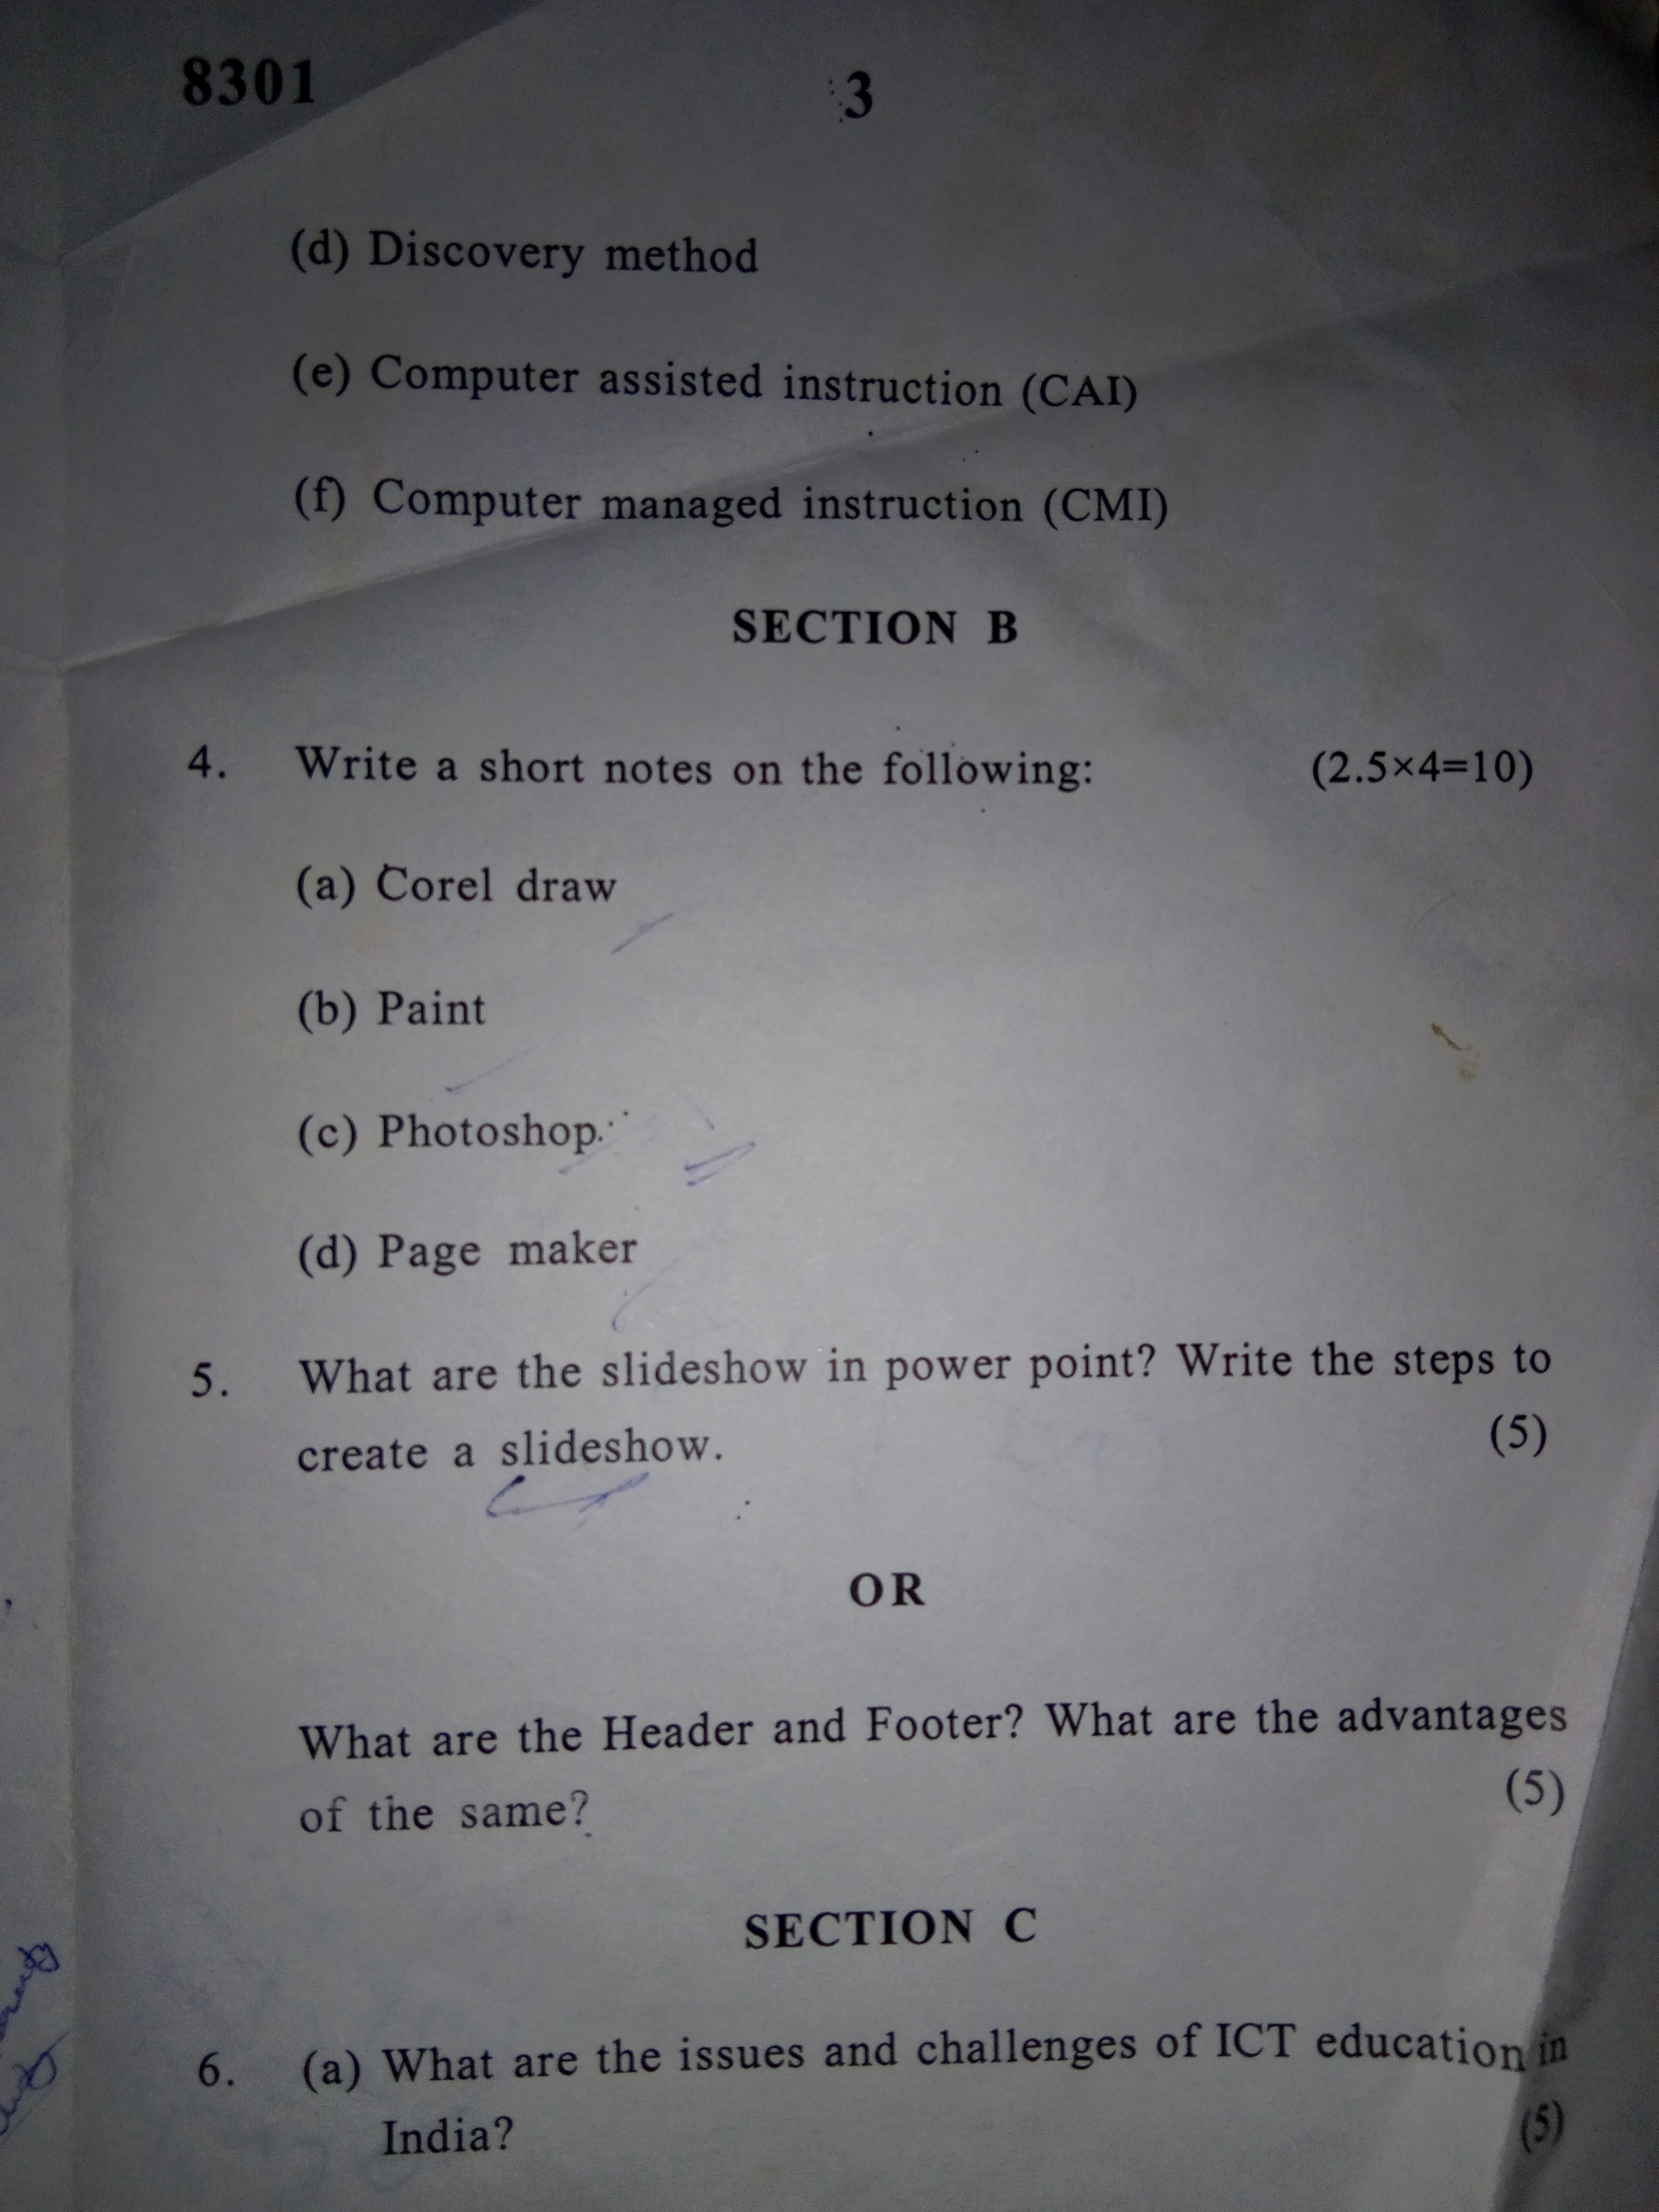 8301
3
(d) Discovery method
(e) Computer assisted instruction (CAI)
(f) Computer managed instruction (CMI)
SECTION B
4. Write a short notes on the following: (2.5×4=10)
(a) Corel draw
(b) Paint
(c) Photoshop
(d) Page maker
5. What are the slideshow in power point? Write the steps to
create a slideshow. (5)
OR
What are the Header and Footer? What are the advantages
of the same? (5)
SECTION C
6. (a) What are the issues and challenges of ICT education in
India? (5)